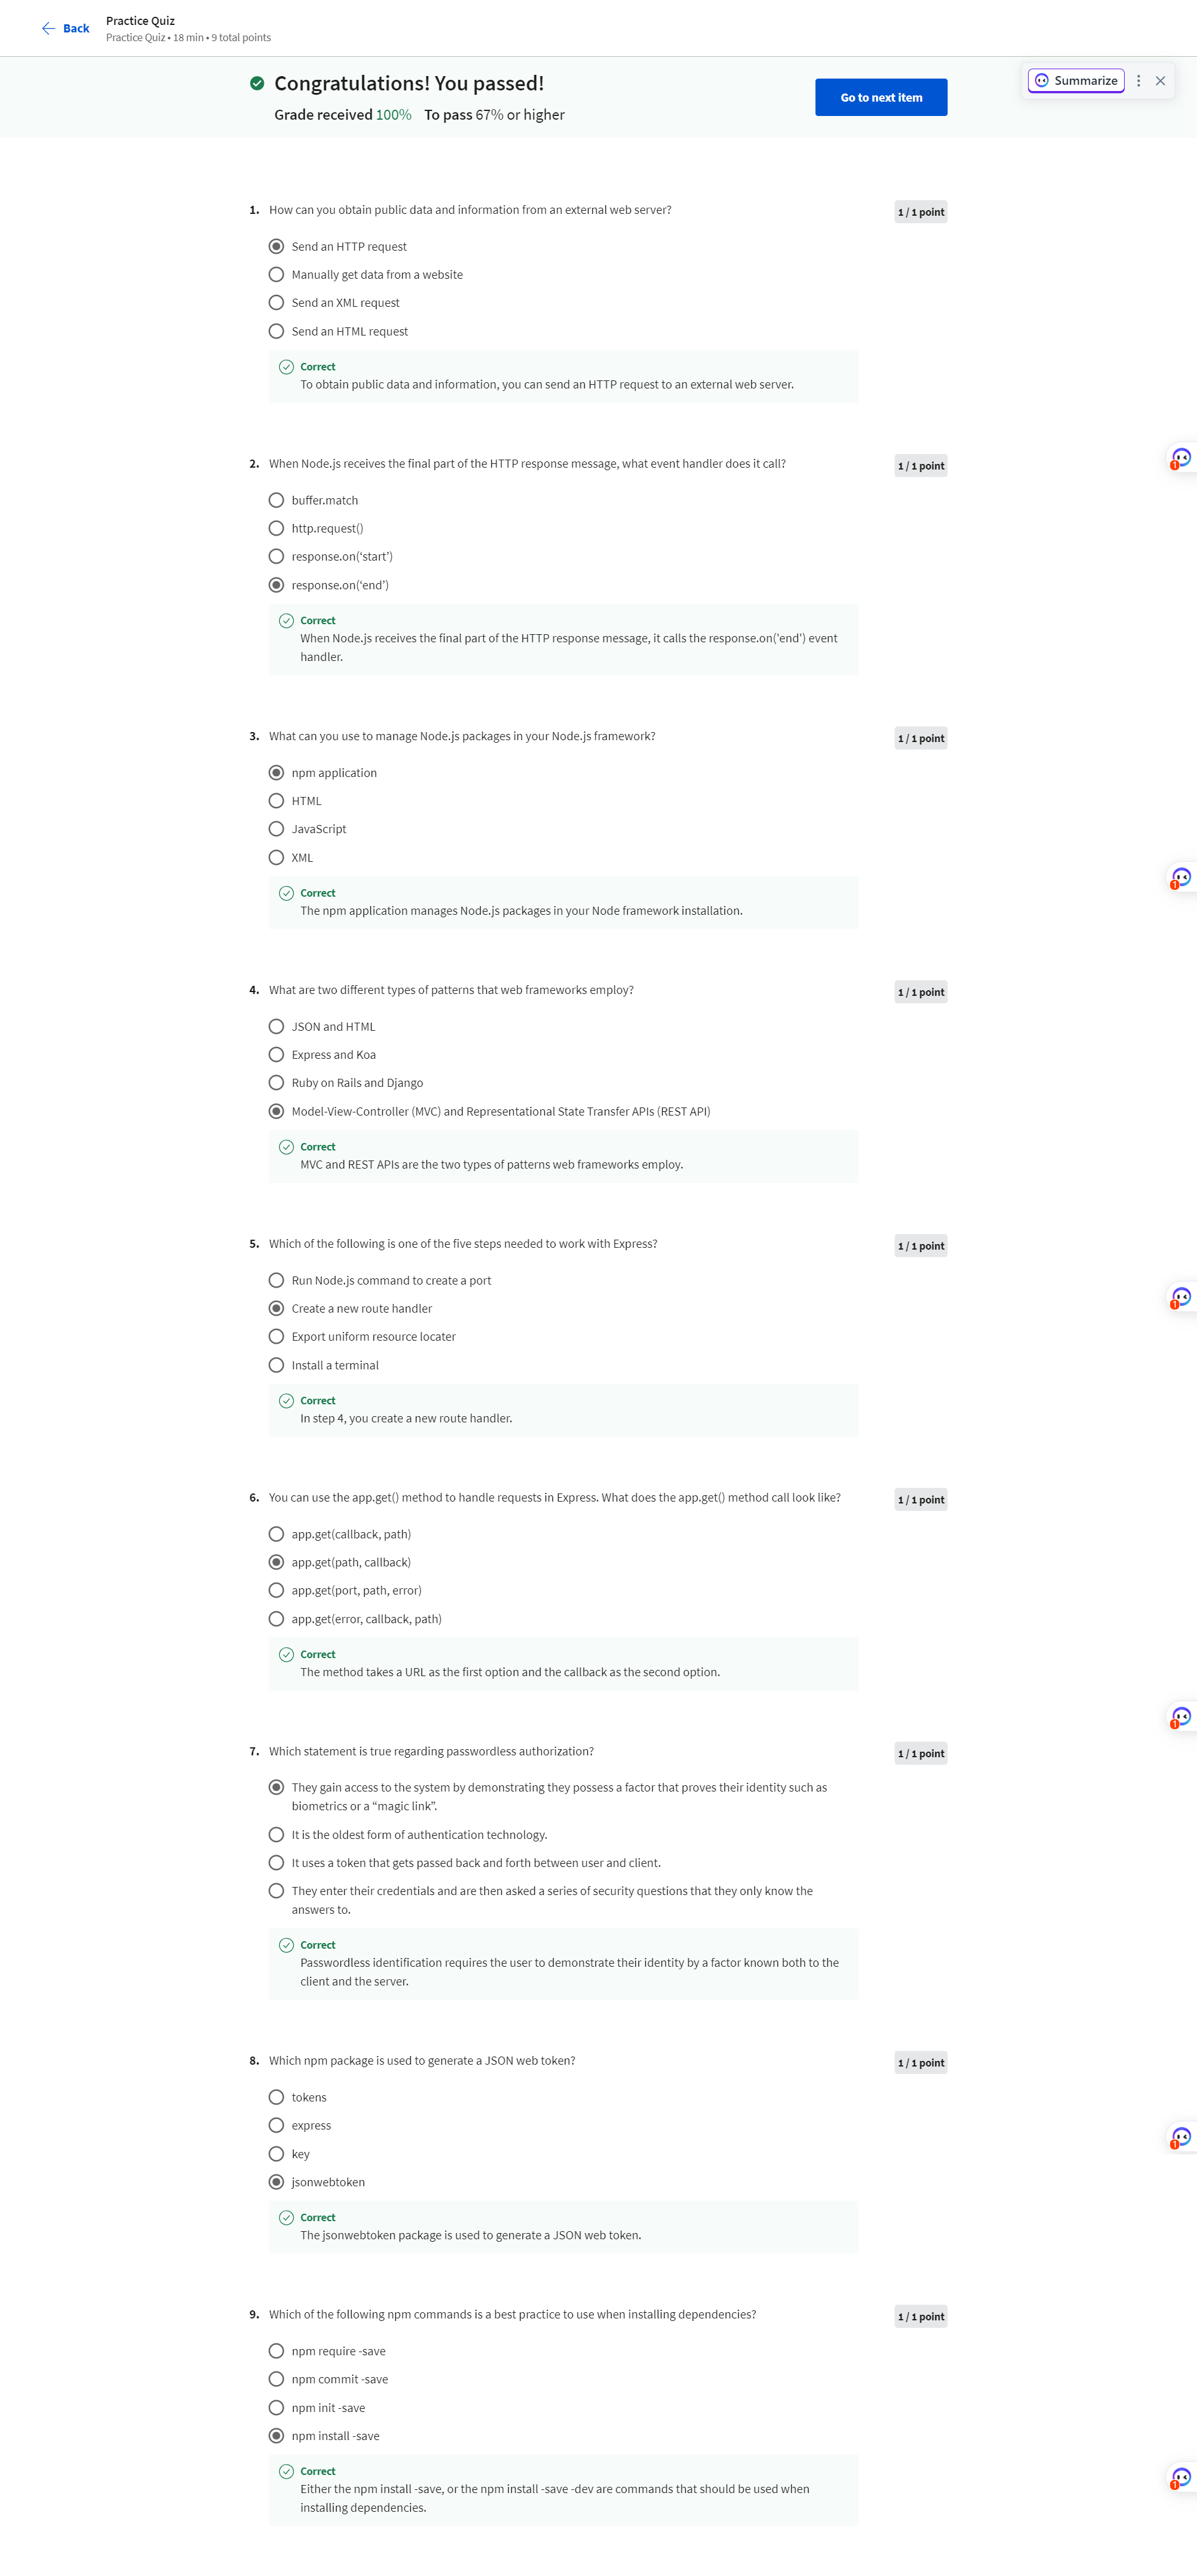 Back
Practice Quiz
Practice Quiz • 18 min • 9 total points
Congratulations! You passed!
Grade received 100% To pass 67% or higher
Go to next item
Summarize
1. How can you obtain public data and information from an external web server?
1 / 1 point
Send an HTTP request
Manually get data from a website
Send an XML request
Send an HTML request
Correct
To obtain public data and information, you can send an HTTP request to an external web server.
2. When Node.js receives the final part of the HTTP response message, what event handler does it call?
1 / 1 point
1
buffer.match
http.request()
response.on(‘start’)
response.on(‘end’)
Correct
When Node.js receives the final part of the HTTP response message, it calls the response.on('end') event
handler.
3. What can you use to manage Node.js packages in your Node.js framework?
1 / 1 point
npm application
HTML
JavaScript
XML
1
Correct
The npm application manages Node.js packages in your Node framework installation.
4. What are two different types of patterns that web frameworks employ?
1 / 1 point
JSON and HTML
Express and Koa
Ruby on Rails and Django
Model-View-Controller (MVC) and Representational State Transfer APIs (REST API)
Correct
MVC and REST APIs are the two types of patterns web frameworks employ.
5. Which of the following is one of the five steps needed to work with Express?
1 / 1 point
Run Node.js command to create a port
1
Create a new route handler
Export uniform resource locater
Install a terminal
Correct
In step 4, you create a new route handler.
6. You can use the app.get() method to handle requests in Express. What does the app.get() method call look like?
1 / 1 point
app.get(callback, path)
app.get(path, callback)
app.get(port, path, error)
app.get(error, callback, path)
Correct
The method takes a URL as the first option and the callback as the second option.
1
7. Which statement is true regarding passwordless authorization?
1 / 1 point
They gain access to the system by demonstrating they possess a factor that proves their identity such as
biometrics or a “magic link”.
It is the oldest form of authentication technology.
It uses a token that gets passed back and forth between user and client.
They enter their credentials and are then asked a series of security questions that they only know the
answers to.
Correct
Passwordless identification requires the user to demonstrate their identity by a factor known both to the
client and the server.
8. Which npm package is used to generate a JSON web token?
1 / 1 point
tokens
express
1
key
jsonwebtoken
Correct
The jsonwebtoken package is used to generate a JSON web token.
9. Which of the following npm commands is a best practice to use when installing dependencies?
1 / 1 point
npm require -save
npm commit -save
npm init -save
npm install -save
Correct
1
Either the npm install -save, or the npm install -save -dev are commands that should be used when
installing dependencies.